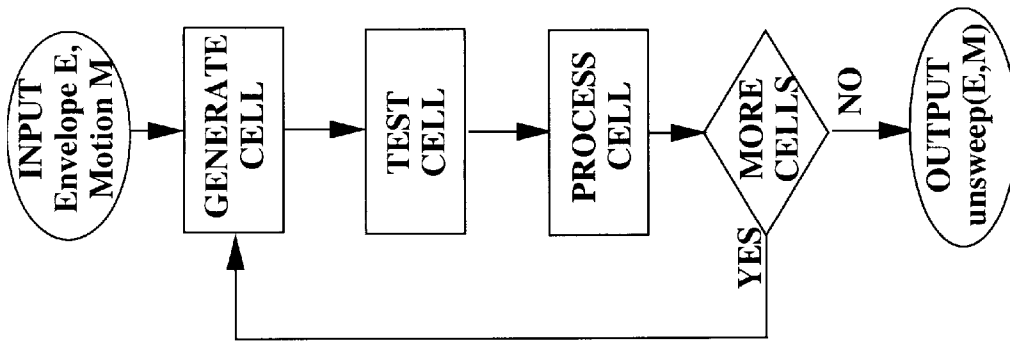 INPUT
Envelope E,
Motion M
GENERATE
CELL
TEST
CELL
PROCESS
CELL
MORE
CELLS
YES
NO
OUTPUT
unsweep(E,M)